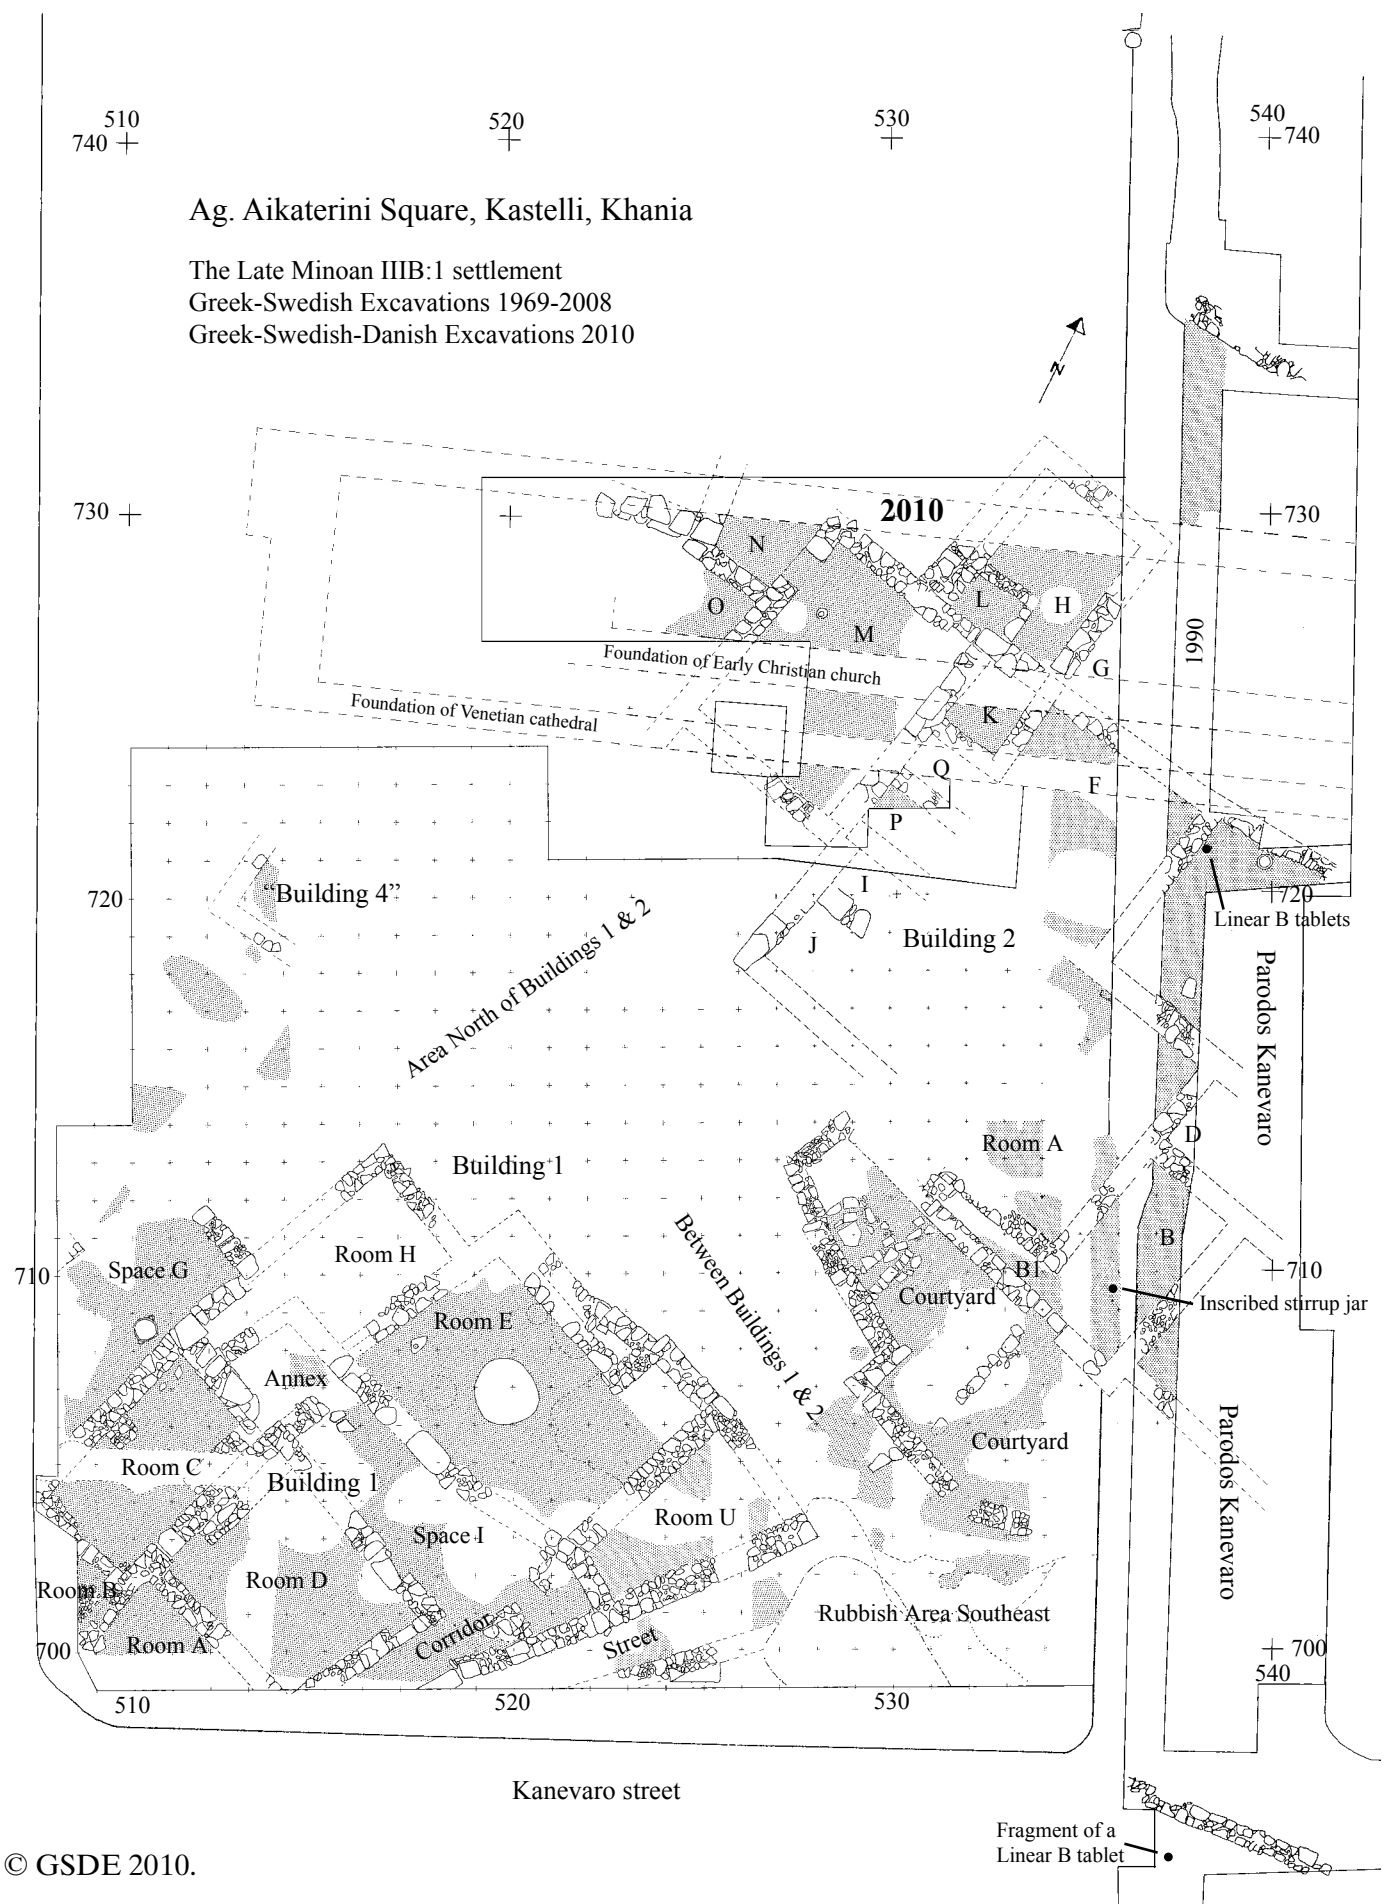 510
520
530
540
740
740
Ag. Aikaterini Square, Kastelli, Khania
The Late Minoan IIIB:1 settlement
Greek-Swedish Excavations 1969-2008
Greek-Swedish-Danish Excavations 2010
N
730
2010
730
N
O
M
L
H
G
1990
Foundation of Early Christian church
Foundation of Venetian cathedral
K
Q
F
P
720
"Building 4"
I
J
Building 2
720
Linear B tablets
Area North of Buildings 1 & 2
Parodos Kanevaro
Building 1
Room A
D
B
Room H
Space G
710
Between Buildings 1 & 2
B1
Courtyard
710
Inscribed stirrup jar
Room E
Annex
Courtyard
Room C
Building 1
Parodos Kanevaro
Space I
Room U
Room D
Room B
Room A
Corridor
Street
Rubbish Area Southeast
700
700
510
520
530
540
Kanevaro street
Fragment of a
Linear B tablet
© GSDE 2010.